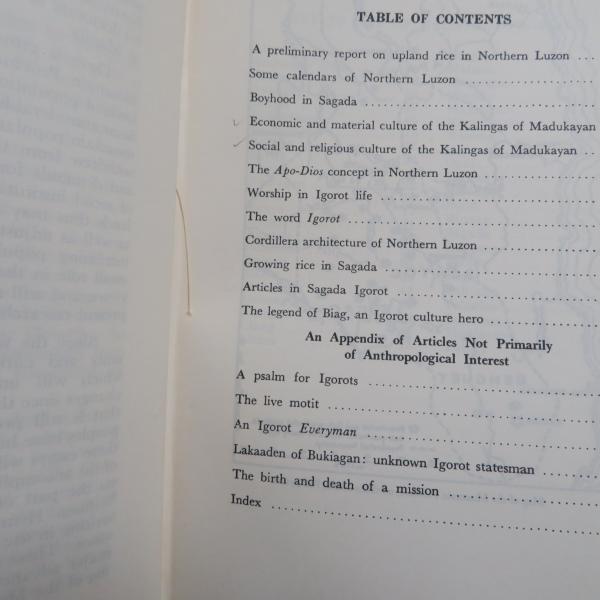 TABLE OF CONTENTS
A preliminary report on upland rice in Northern Luzon ...
Some calendars of Northern Luzon ....................
Boyhood in Sagada ..................................
Economic and material culture of the Kalingas of Madukayan
Social and religious culture of the Kalingas of Madukayan ..
The Apo-Dios concept in Northern Luzon ................
Worship in Igorot life ...................................
The word Igorot ........................................
Cordillera architecture of Northern Luzon ................
Growing rice in Sagada ................................
Articles in Sagada Igorot ..............................
The legend of Biag, an Igorot culture hero ................
An Appendix of Articles Not Primarily
of Anthropological Interest
A psalm for Igorots ...................................
The live motit .........................................
An Igorot Everyman ...................................
Lakaaden of Bukiagan: unknown Igorot statesman ........
The birth and death of a mission ......................
Index ................................................